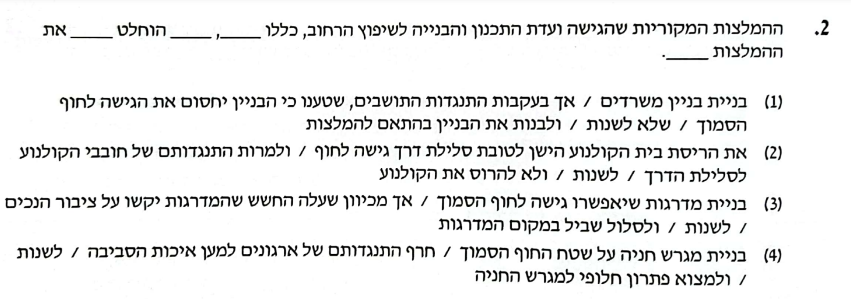 2. ההמלצות המקוריות שהגישה ועדת התכנון והבנייה לשיפוץ הרחוב, כללו _____, _____ הוחלט _____ את
ההמלצות _____.
(1) בניית בניין משרדים / אך בעקבות התנגדות התושבים, שטענו כי הבניין יחסום את הגישה לחוף
הסמוך / שלא לשנות / ולבנות את הבניין בהתאם להמלצות
(2) את הריסת בית הקולנוע הישן לטובת סלילת דרך גישה לחוף / ולמרות התנגדותם של חובבי הקולנוע
לסלילת הדרך / לשנות / ולא להרוס את הקולנוע
(3) בניית מדרגות שיאפשרו גישה לחוף הסמוך / אך מכיוון שעלה החשש שהמדרגות יקשו על ציבור הנכים
/ לשנות / ולסלול שביל במקום המדרגות
(4) בניית מגרש חניה על שטח החוף הסמוך / חרף התנגדותם של ארגונים למען איכות הסביבה / לשנות
/ ולמצוא פתרון חלופי למגרש החניה